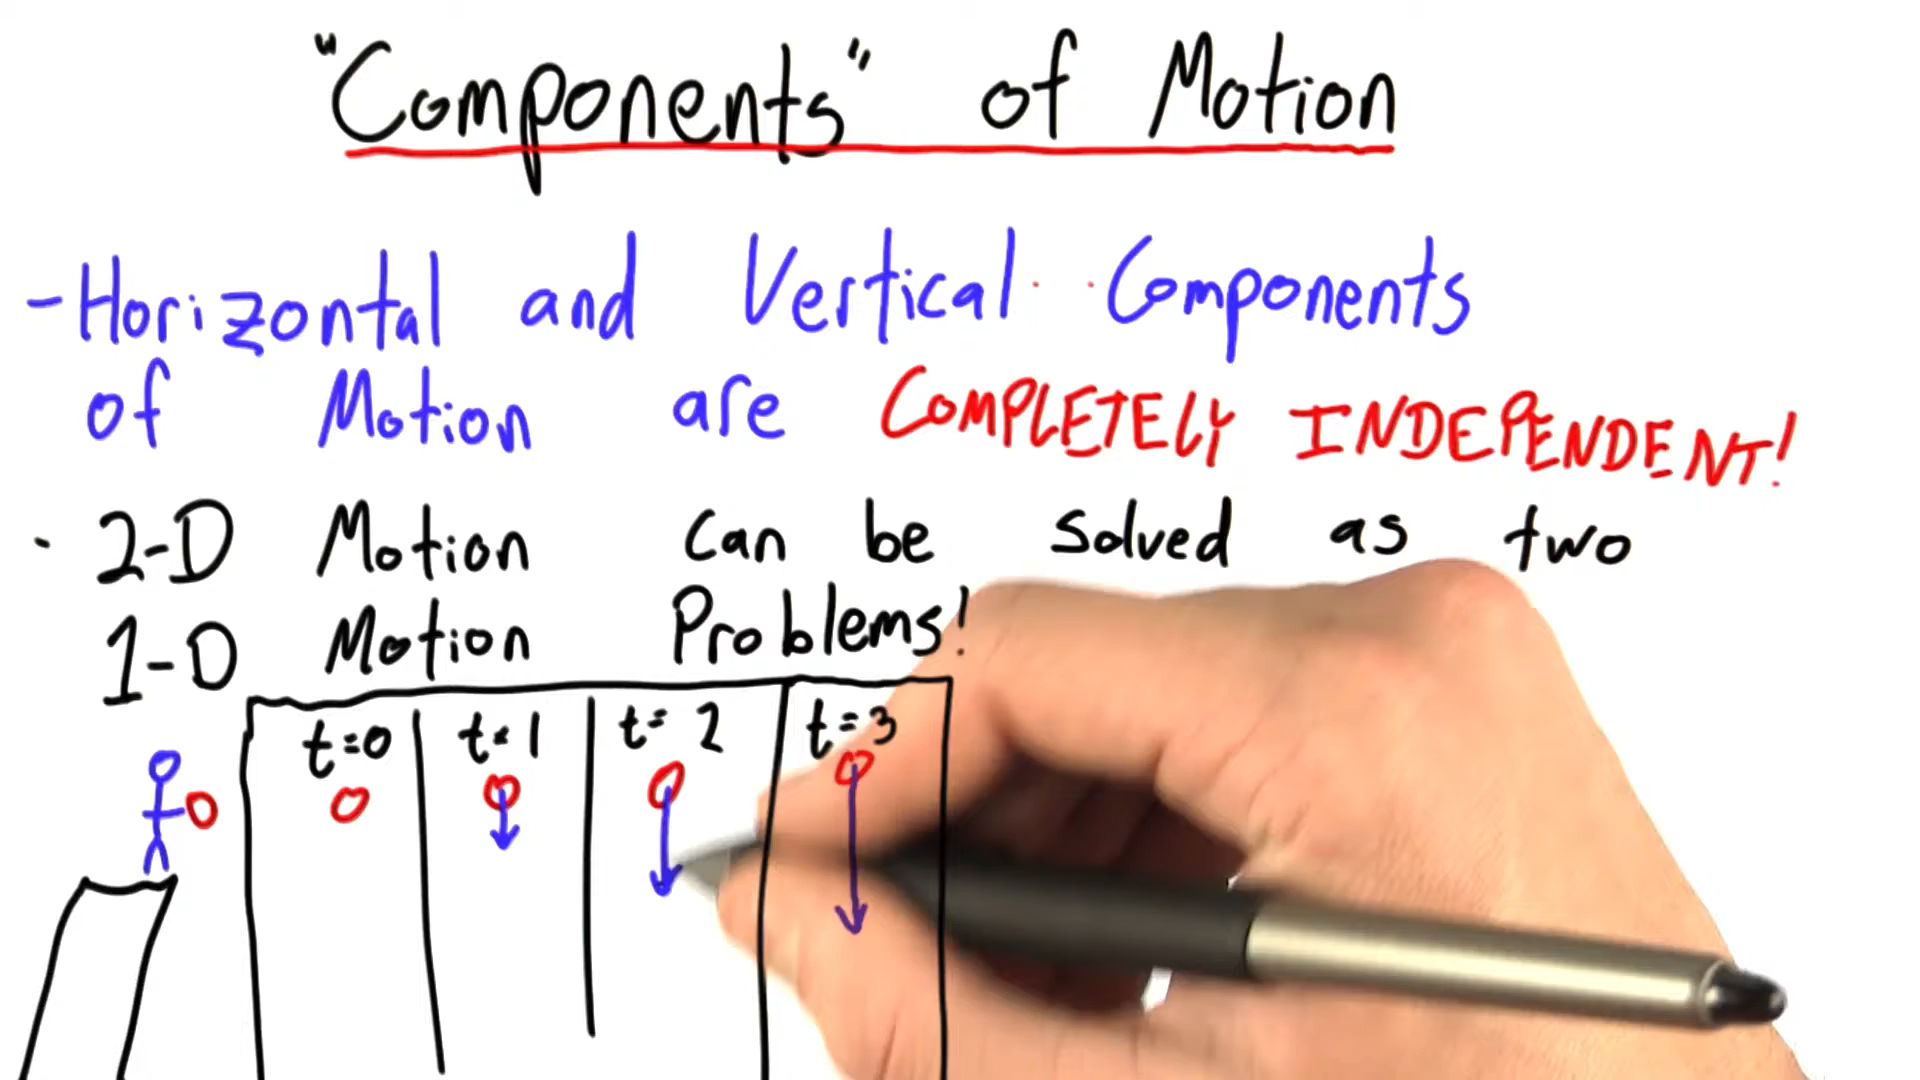 "Components" of Motion
- Horizontal and Vertical Components
of Motion are COMPLETELY INDEPENDENT!
· 2-D Motion can be solved as two
1-D Motion Problems!
t=0 t=1 t=2 t=3